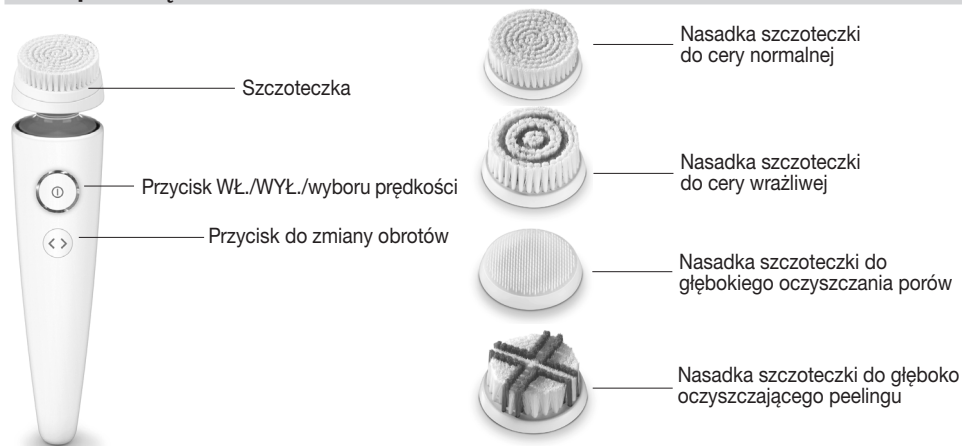 Szczoteczka
Przycisk WŁ./WYŁ./wyboru prędkości
Przycisk do zmiany obrotów
Nasadka szczoteczki
do cery normalnej
Nasadka szczoteczki
do cery wrażliwej
Nasadka szczoteczki do
głębokiego oczyszczania porów
Nasadka szczoteczki do głęboko
oczyszczającego peelingu